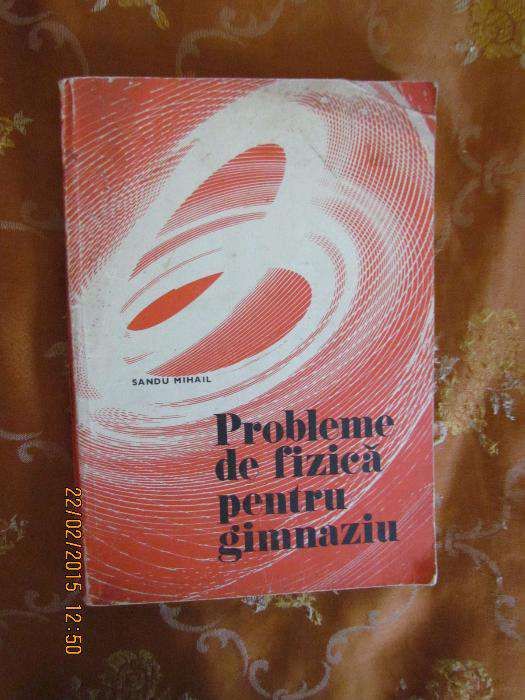 SANDU MIHAIL
Probleme
de fizică
pentru
gimnaziu
22/02/2015 12:50